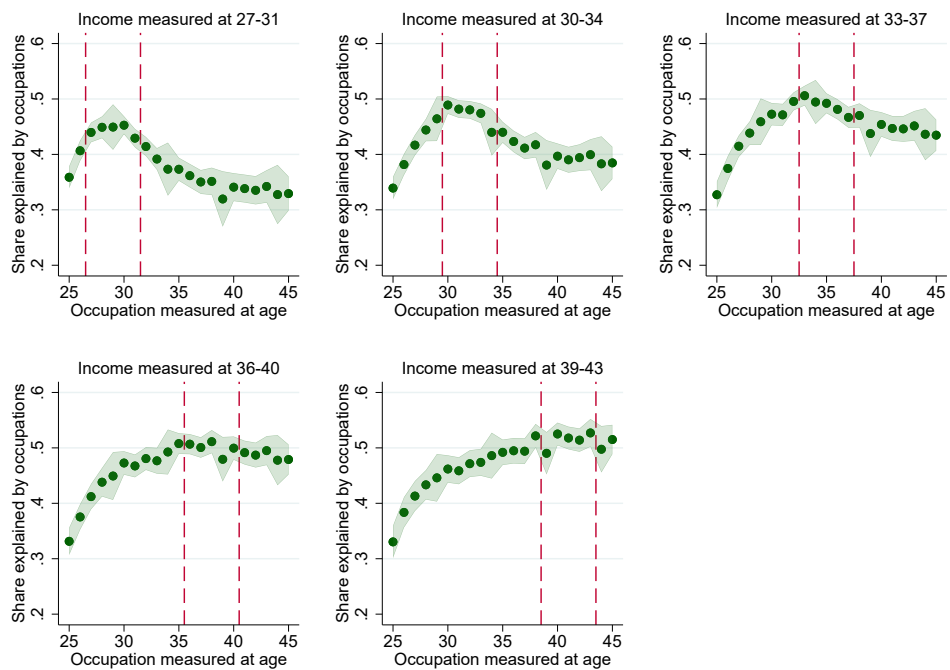 Income measured at 27-31
Share explained by occupations
.6
.5
.4
.3
.2
25 30 35 40 45
Occupation measured at age
Income measured at 30-34
Share explained by occupations
.6
.5
.4
.3
.2
25 30 35 40 45
Occupation measured at age
Income measured at 33-37
Share explained by occupations
.6
.5
.4
.3
.2
25 30 35 40 45
Occupation measured at age
Income measured at 36-40
Share explained by occupations
.6
.5
.4
.3
.2
25 30 35 40 45
Occupation measured at age
Income measured at 39-43
Share explained by occupations
.6
.5
.4
.3
.2
25 30 35 40 45
Occupation measured at age